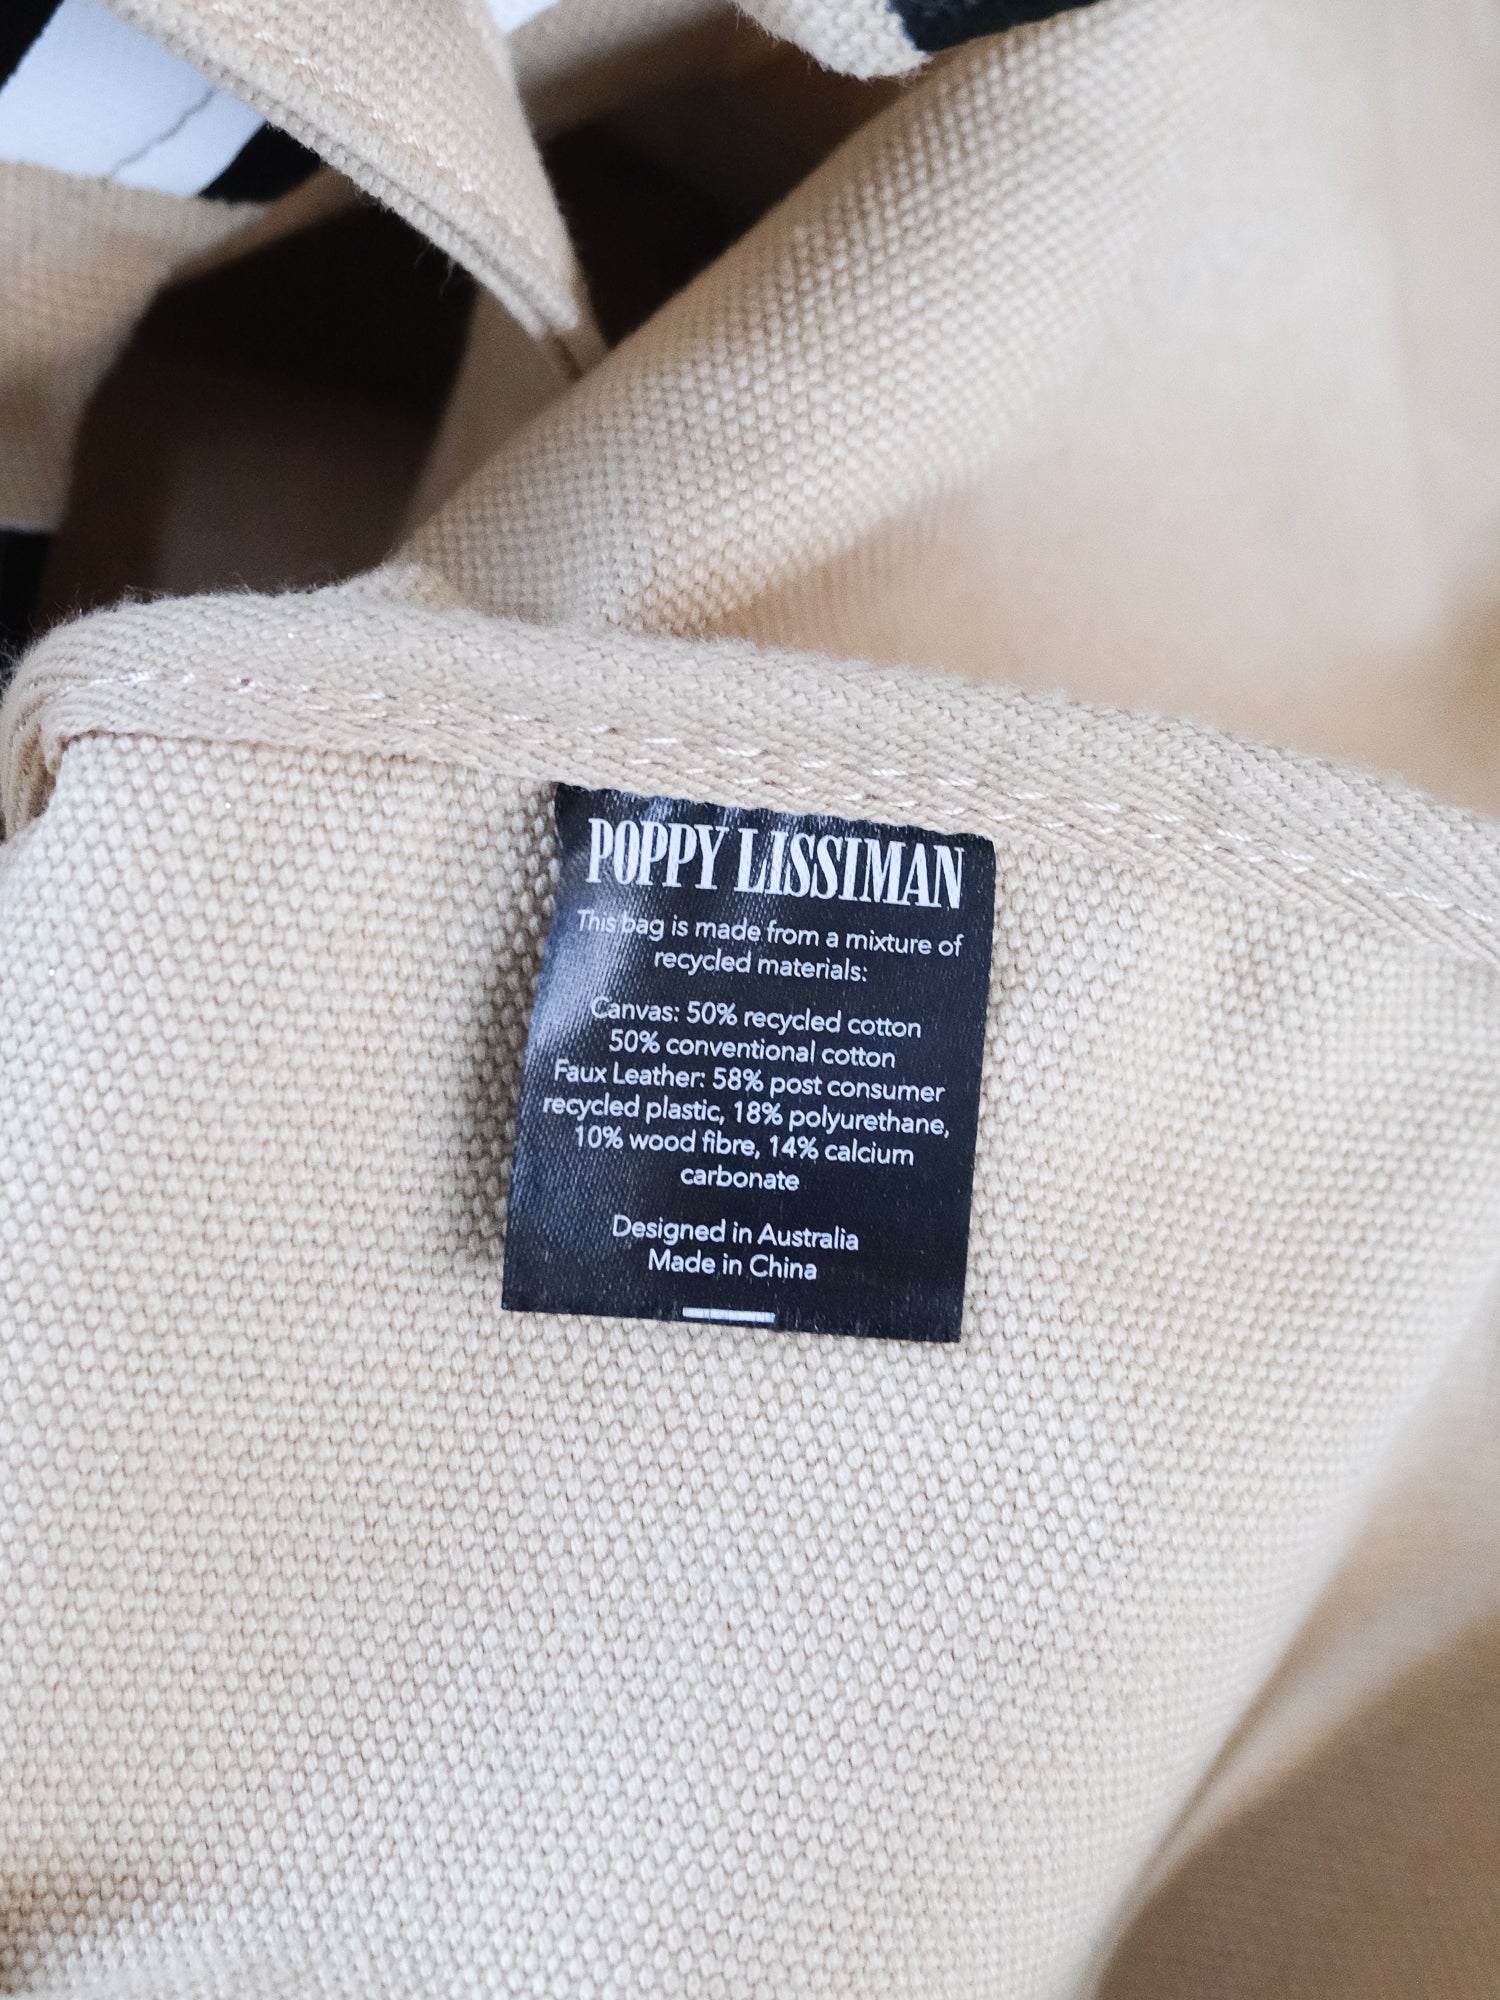 POPPY LISSIMAN
This bag is made from a mixture of
recycled materials:
Canvas: 50% recycled cotton
50% conventional cotton
Faux Leather: 58% post consumer
recycled plastic, 18% polyurethane,
10% wood fibre, 14% calcium
carbonate
Designed in Australia
Made in China